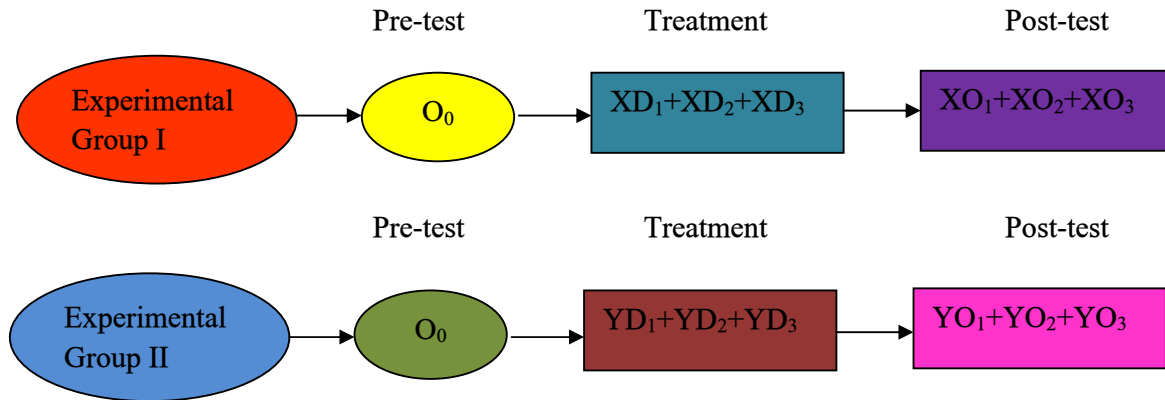 Pre-test Treatment Post-test
Experimental
Group I
O₀
XD₁+XD₂+XD₃
XO₁+XO₂+XO₃
Pre-test Treatment Post-test
Experimental
Group II
O₀
YD₁+YD₂+YD₃
YO₁+YO₂+YO₃